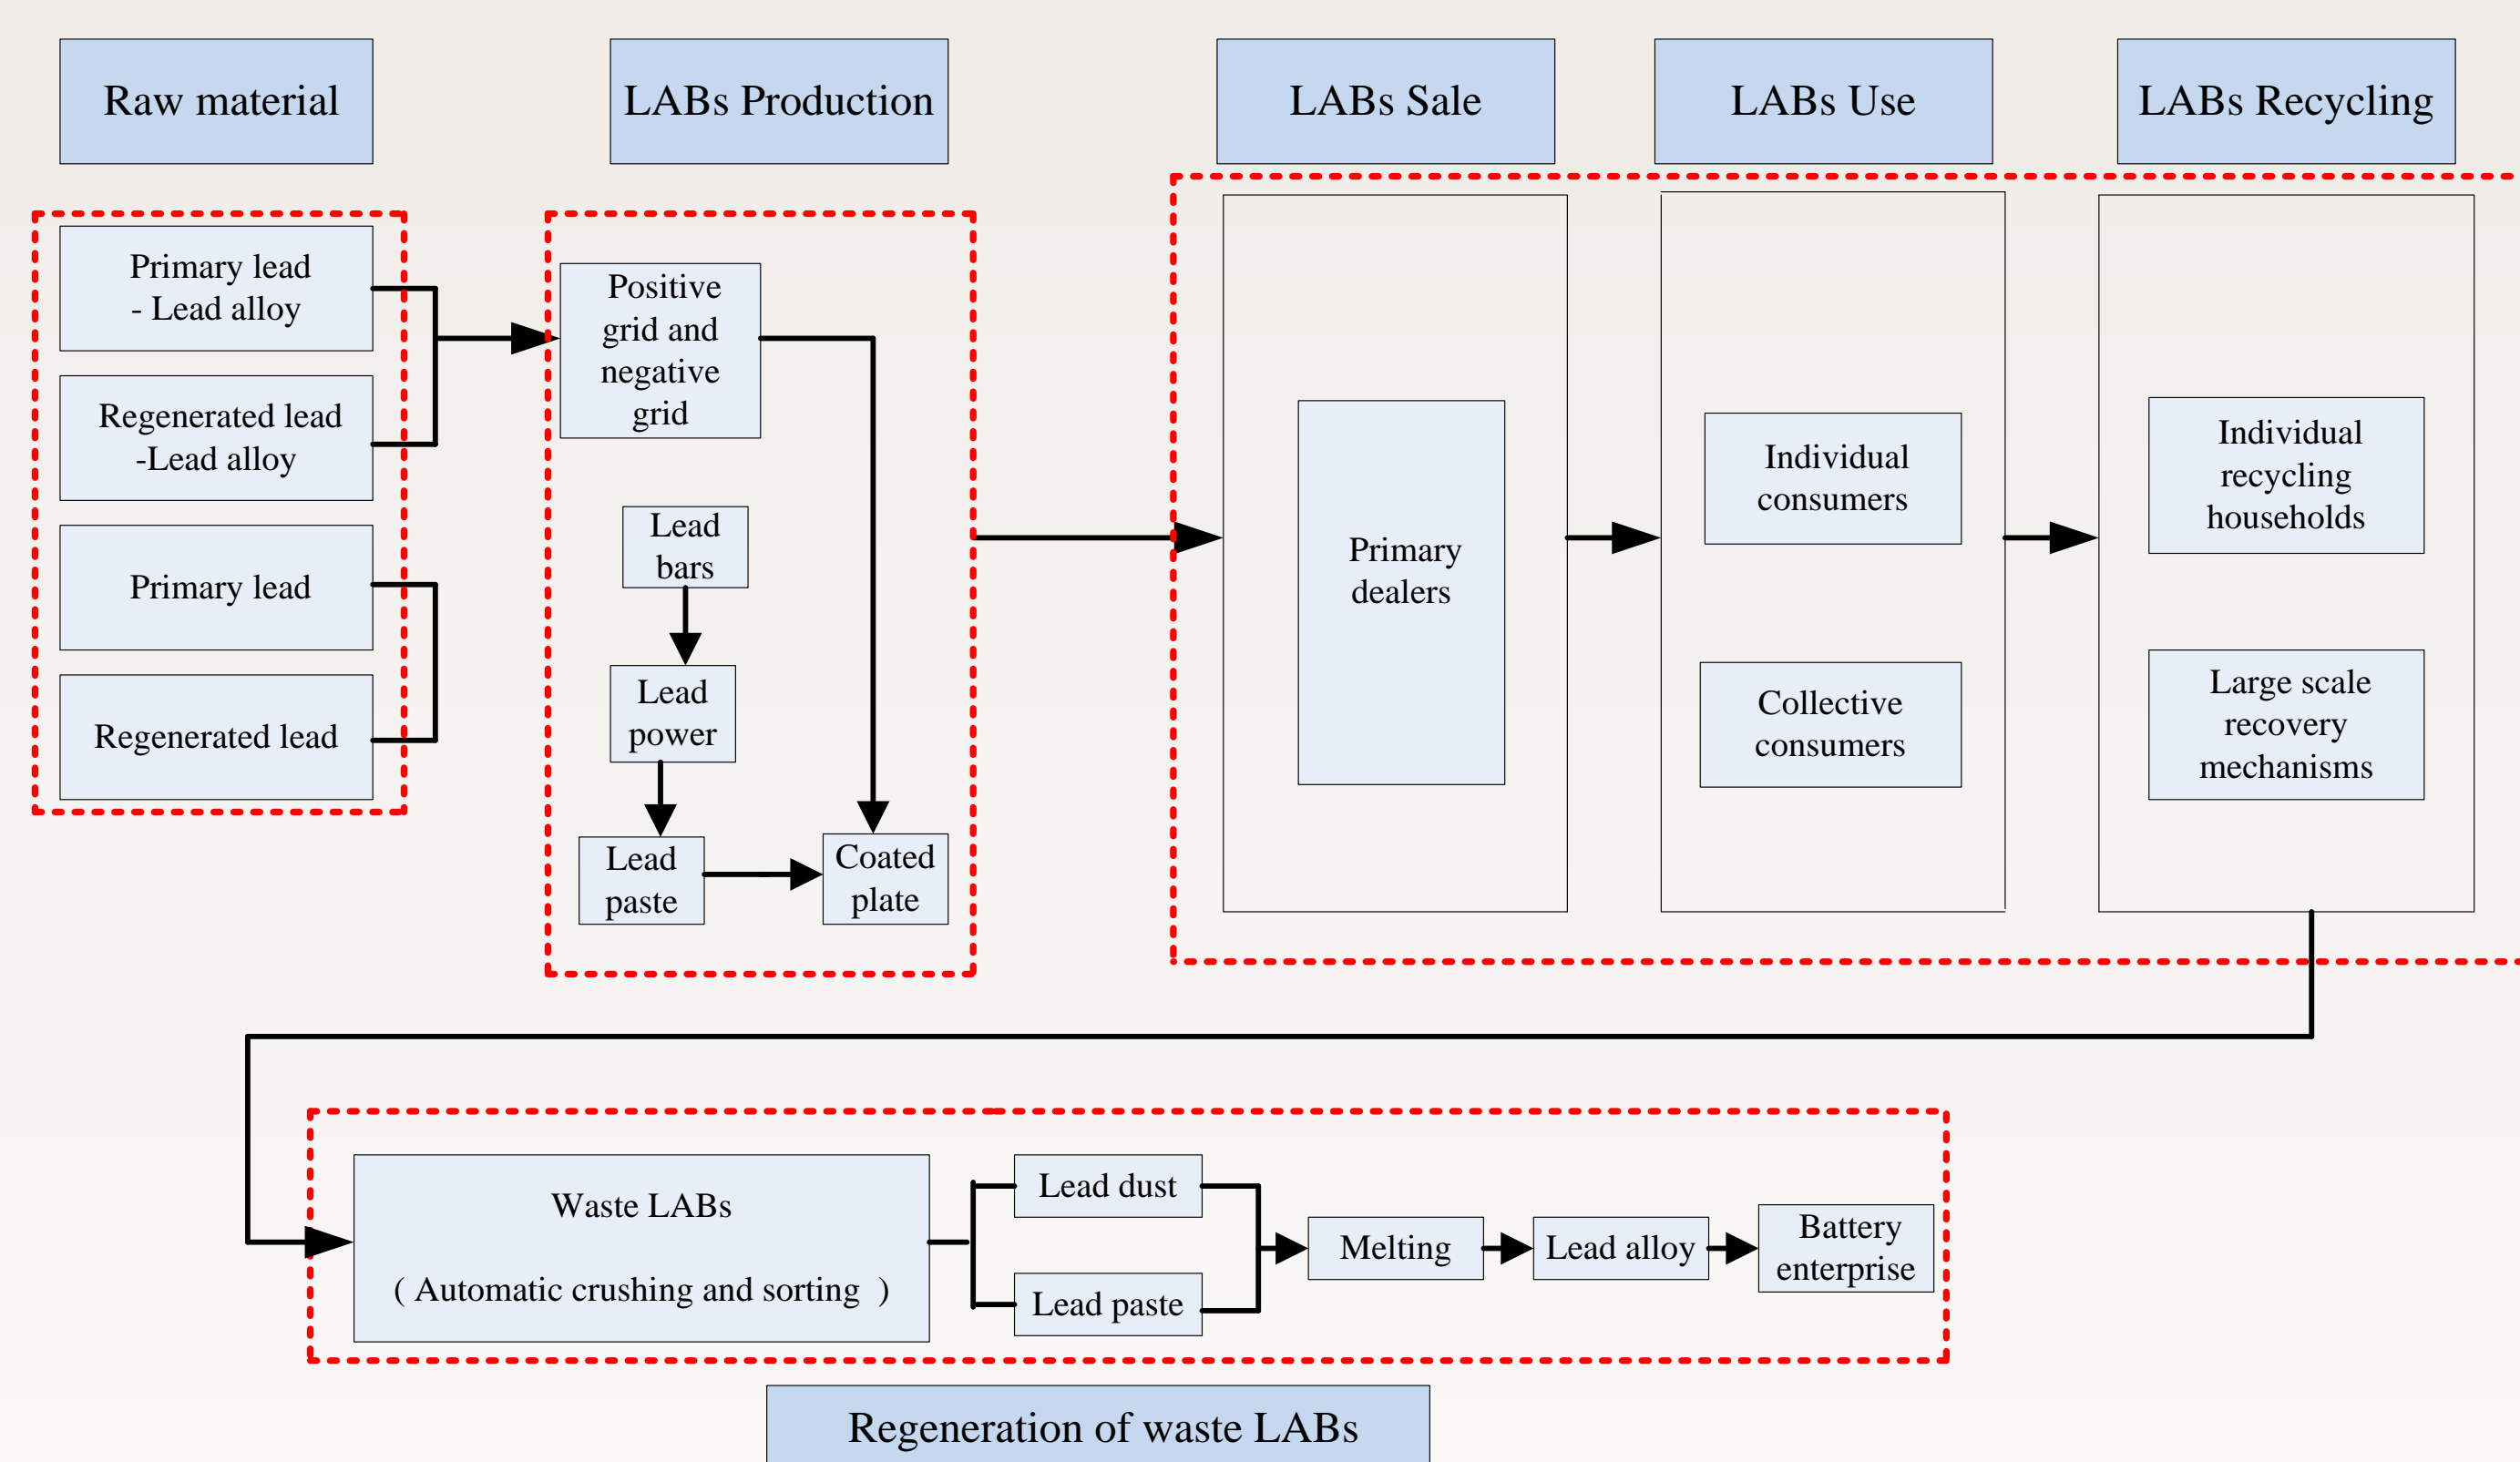 Raw material
LABs Production
LABs Sale
LABs Use
LABs Recycling
Primary lead
- Lead alloy
Regenerated lead
-Lead alloy
Primary lead
Regenerated lead
Positive
grid and
negative
grid
Lead
bars
Lead
power
Lead
paste
Coated
plate
Primary
dealers
Individual
consumers
Collective
consumers
Individual
recycling
households
Large scale
recovery
mechanisms
Waste LABs
( Automatic crushing and sorting )
Lead dust
Lead paste
Melting
Lead alloy
Battery
enterprise
Regeneration of waste LABs